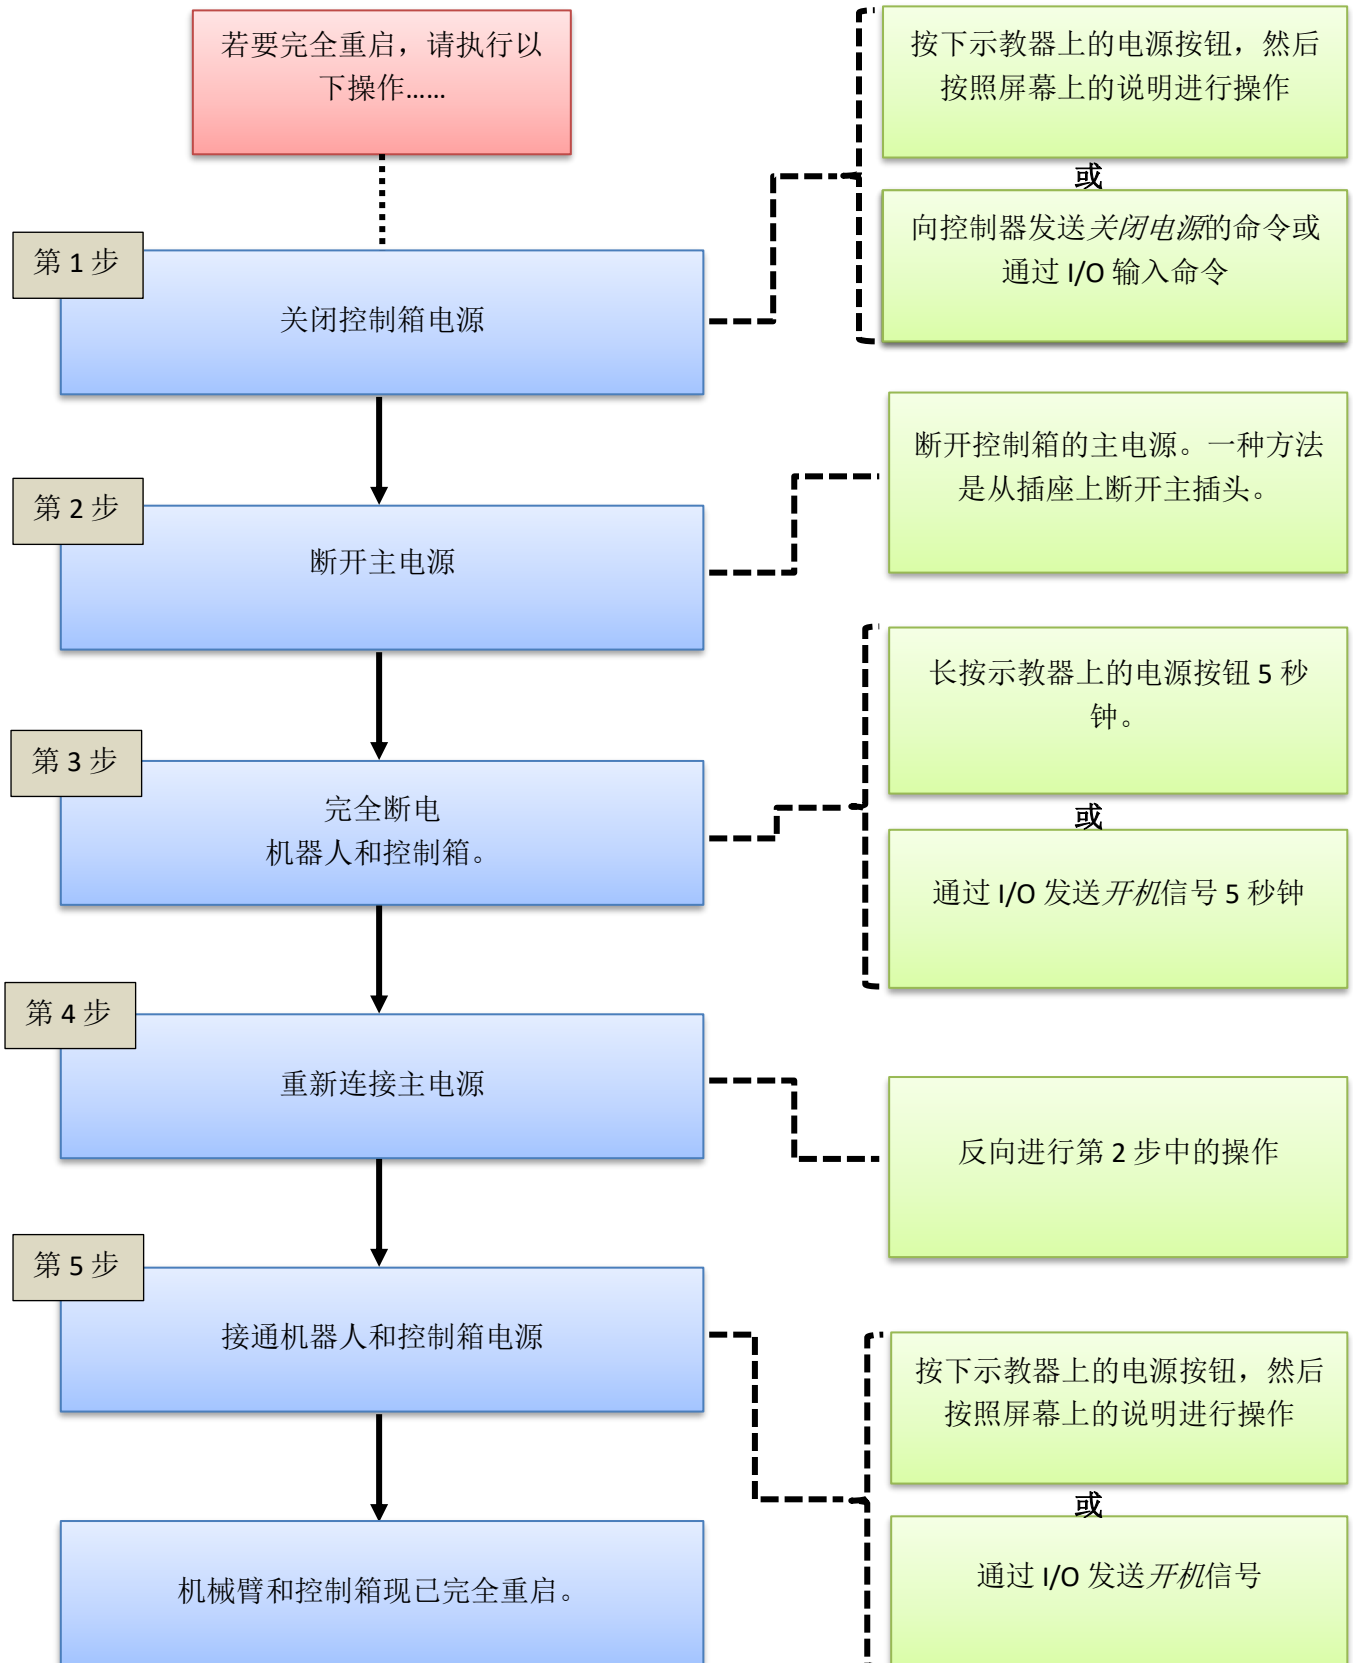 若要完全重启，请执行以
下操作……
按下示教器上的电源按钮，然后
按照屏幕上的说明进行操作
或
向控制器发送关闭电源的命令或
通过 I/O 输入命令
第 1 步
关闭控制箱电源
断开控制箱的主电源。一种方法
是从插座上断开主插头。
第 2 步
断开主电源
长按示教器上的电源按钮 5 秒
钟。
或
通过 I/O 发送开机信号 5 秒钟
第 3 步
完全断电
机器人和控制箱。
第 4 步
重新连接主电源
反向进行第 2 步中的操作
第 5 步
接通机器人和控制箱电源
按下示教器上的电源按钮，然后
按照屏幕上的说明进行操作
或
通过 I/O 发送开机信号
机械臂和控制箱现已完全重启。